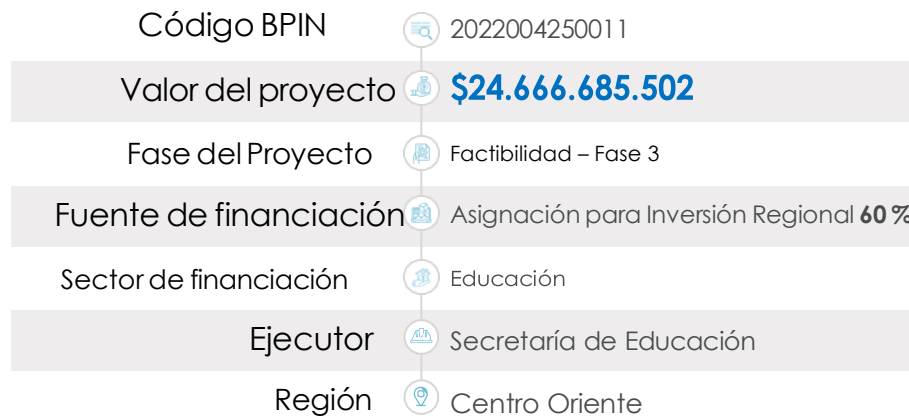 Código BPIN 2022004250011
Valor del proyecto $24.666.685.502
Fase del Proyecto Factibilidad – Fase 3
Fuente de financiación Asignación para Inversión Regional 60 %
Sector de financiación Educación
Ejecutor Secretaría de Educación
Región Centro Oriente